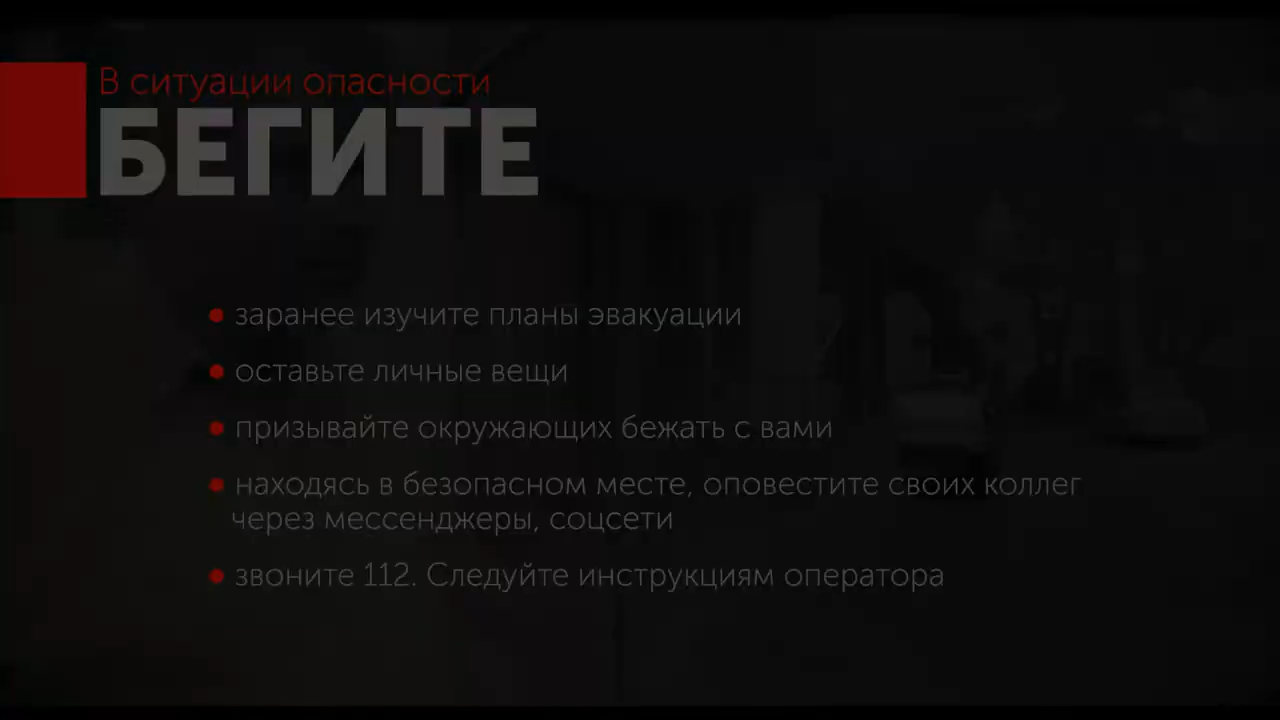 В ситуации опасности
БЕГИТЕ
● заранее изучите планы эвакуации
● оставьте личные вещи
● призывайте окружающих бежать с вами
● находясь в безопасном месте, оповестите своих коллег
через мессенджеры, соцсети
● звоните 112. Следуйте инструкциям оператора